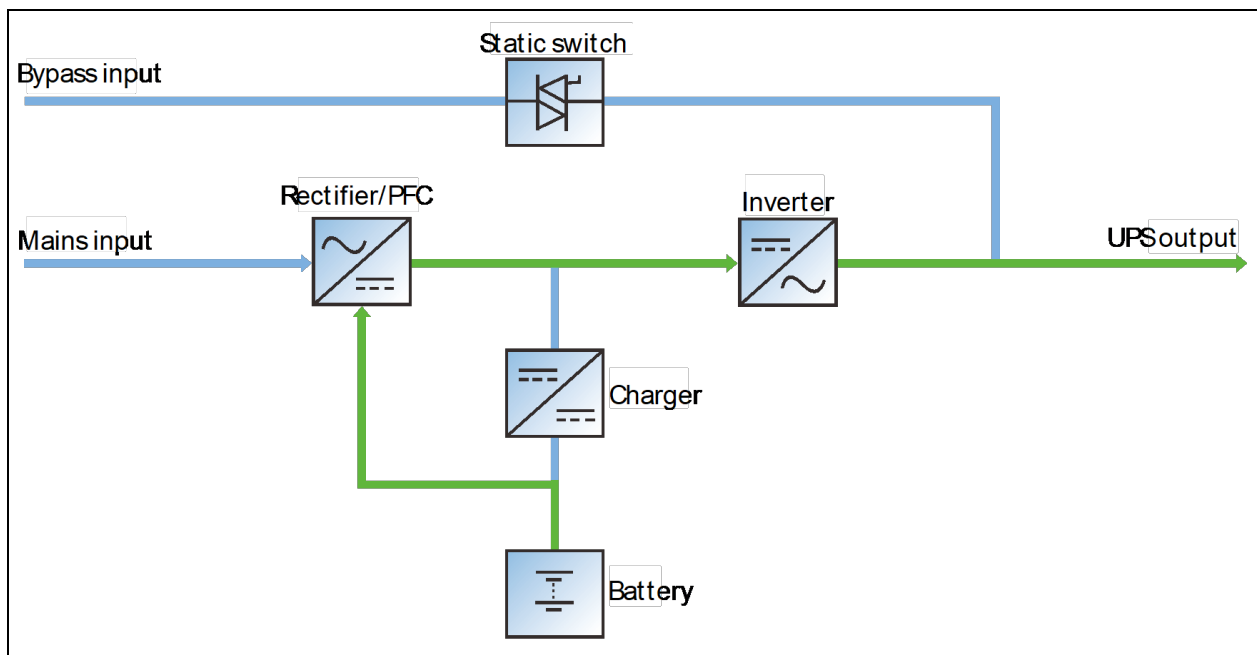 Static switch
Bypass input
Rectifier/PFC
Inverter
Mains input
UPS output
Charger
Battery